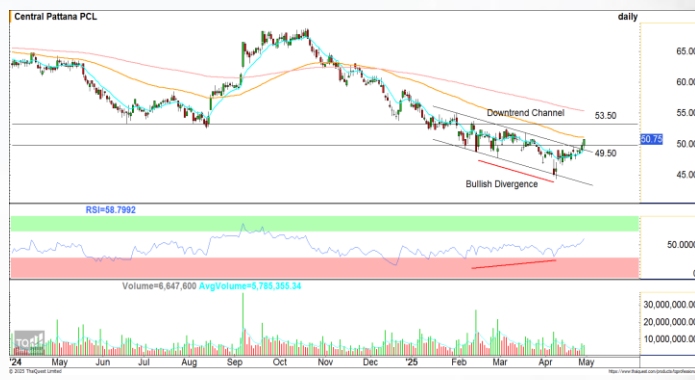 Central Pattana PCL daily
65.00
60.00
Downtrend Channel
53.50
55.00
50.75
50.00
49.50
45.00
Bullish Divergence
RSI=58.7992
50.0000
0
Volume=6,647,600 AvgVolume=5,785,355.34
30,000,000.00
20,000,000.00
10,000,000.00
'24 May Jun Jul Aug Sep Oct Nov Dec '25 Feb Mar Apr May
© 2025 TheQuest Limited